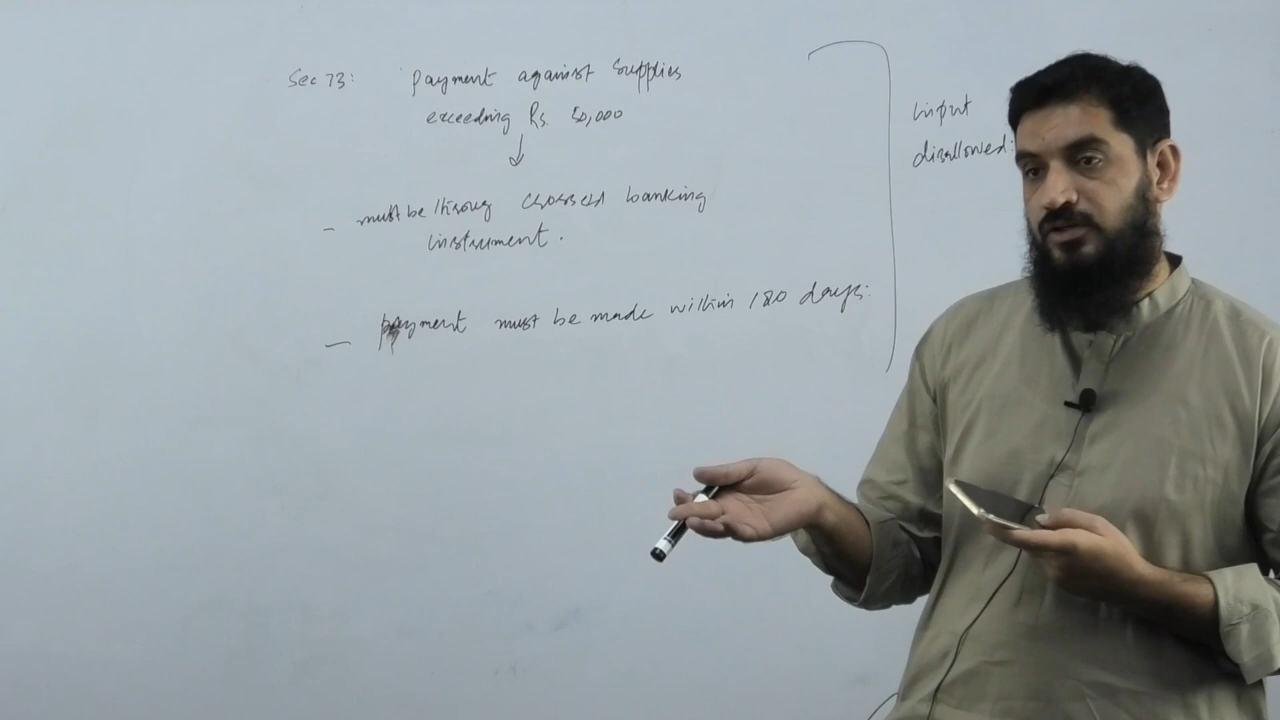 Sec 73: payment against supplies
exceeding Rs. 50,000
- must be throug crossed banking
instrument.
- payment must be made within 180 days.
input
disallowed: